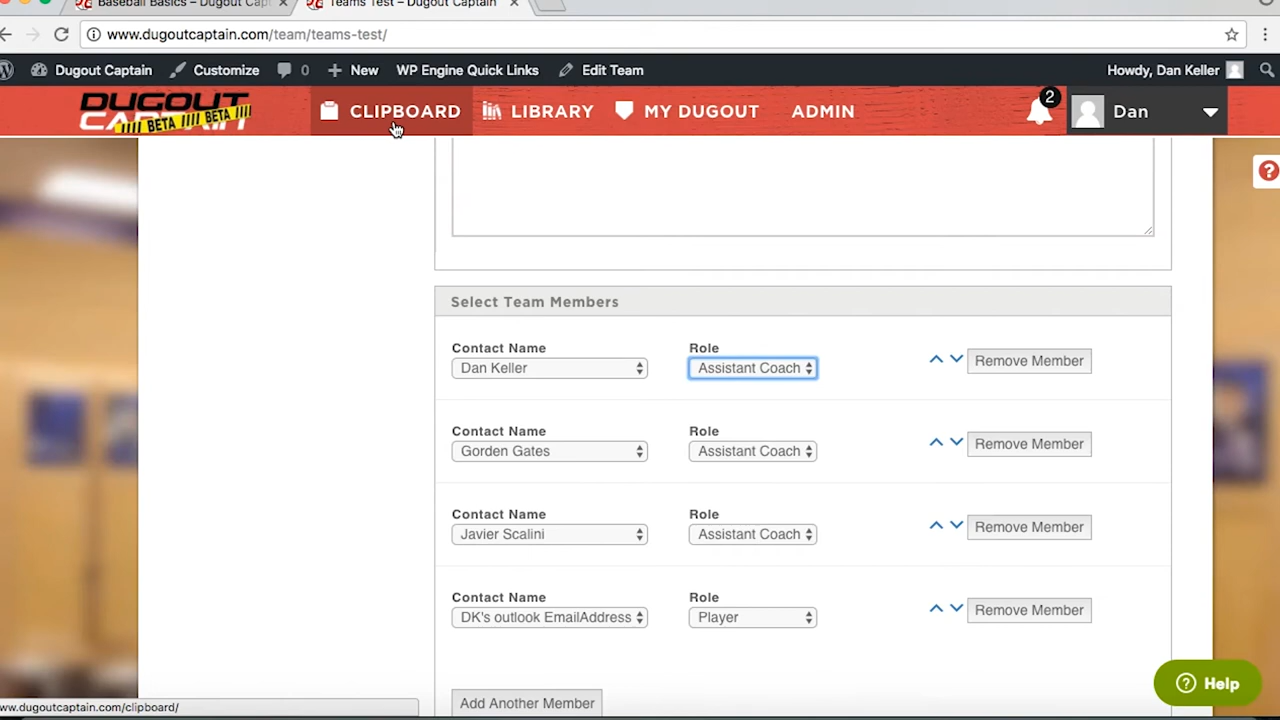 Baseball Basics – Dugout Capt
Teams Test – Dugout Captain
www.dugoutcaptain.com/team/teams-test/
Dugout Captain Customize 0 New WP Engine Quick Links Edit Team Howdy, Dan Keller
DUGOUT CAPTAIN BETA BETA
CLIPBOARD LIBRARY MY DUGOUT ADMIN 2 Dan
?
Select Team Members
Contact Name Role
Dan Keller Assistant Coach Remove Member
Contact Name Role
Gorden Gates Assistant Coach Remove Member
Contact Name Role
Javier Scalini Assistant Coach Remove Member
Contact Name Role
DK's outlook EmailAddress Player Remove Member
Add Another Member
? Help
www.dugoutcaptain.com/clipboard/